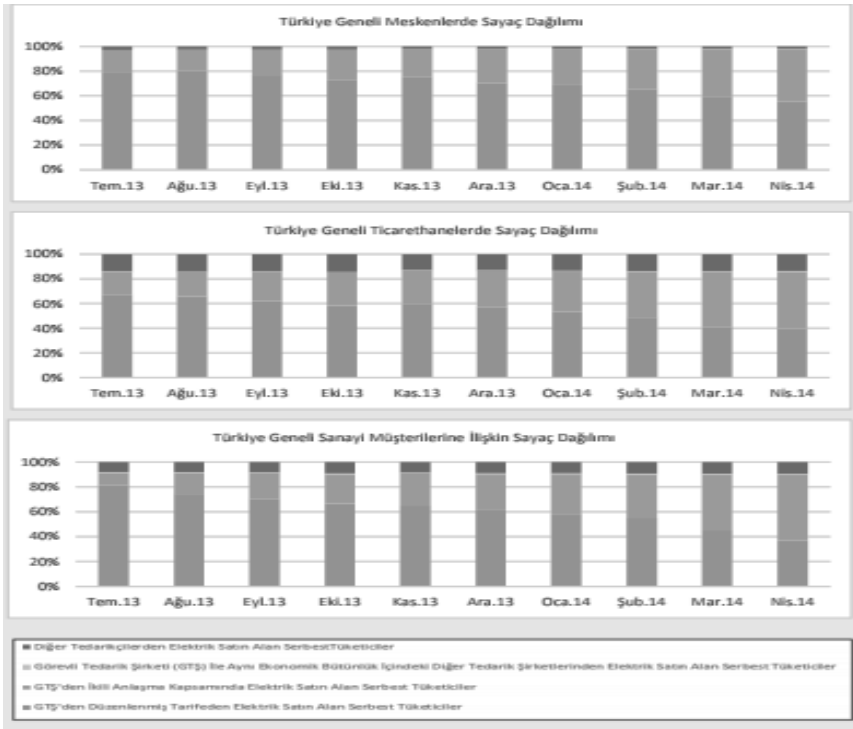 Türkiye Geneli Meskenlerde Sayaç Dağılımı
100%
80%
60%
40%
20%
0%
Tem.13 Ağu.13 Eyl.13 Eki.13 Kas.13 Ara.13 Oca.14 Şub.14 Mar.14 Nis.14
Türkiye Geneli Ticarethanelerde Sayaç Dağılımı
100%
80%
60%
40%
20%
0%
Tem.13 Ağu.13 Eyl.13 Eki.13 Kas.13 Ara.13 Oca.14 Şub.14 Mar.14 Nis.14
Türkiye Geneli Sanayi Müşterilerine İlişkin Sayaç Dağılımı
100%
80%
60%
40%
20%
0%
Tem.13 Ağu.13 Eyl.13 Eki.13 Kas.13 Ara.13 Oca.14 Şub.14 Mar.14 Nis.14
Diğer Tedarikçilerden Elektrik Satın Alan SerbestTüketiciler
Görevli Tedarik Şirketi (GTŞ) İle Aynı Ekonomik Bütünlük İçindeki Diğer Tedarik Şirketlerinden Elektrik Satın Alan Serbest Tüketiciler
GTŞ'den İkili Anlaşma Kapsamında Elektrik Satın Alan Serbest Tüketiciler
GTŞ'den Düzenlenmiş Tarifeden Elektrik Satın Alan Serbest Tüketiciler